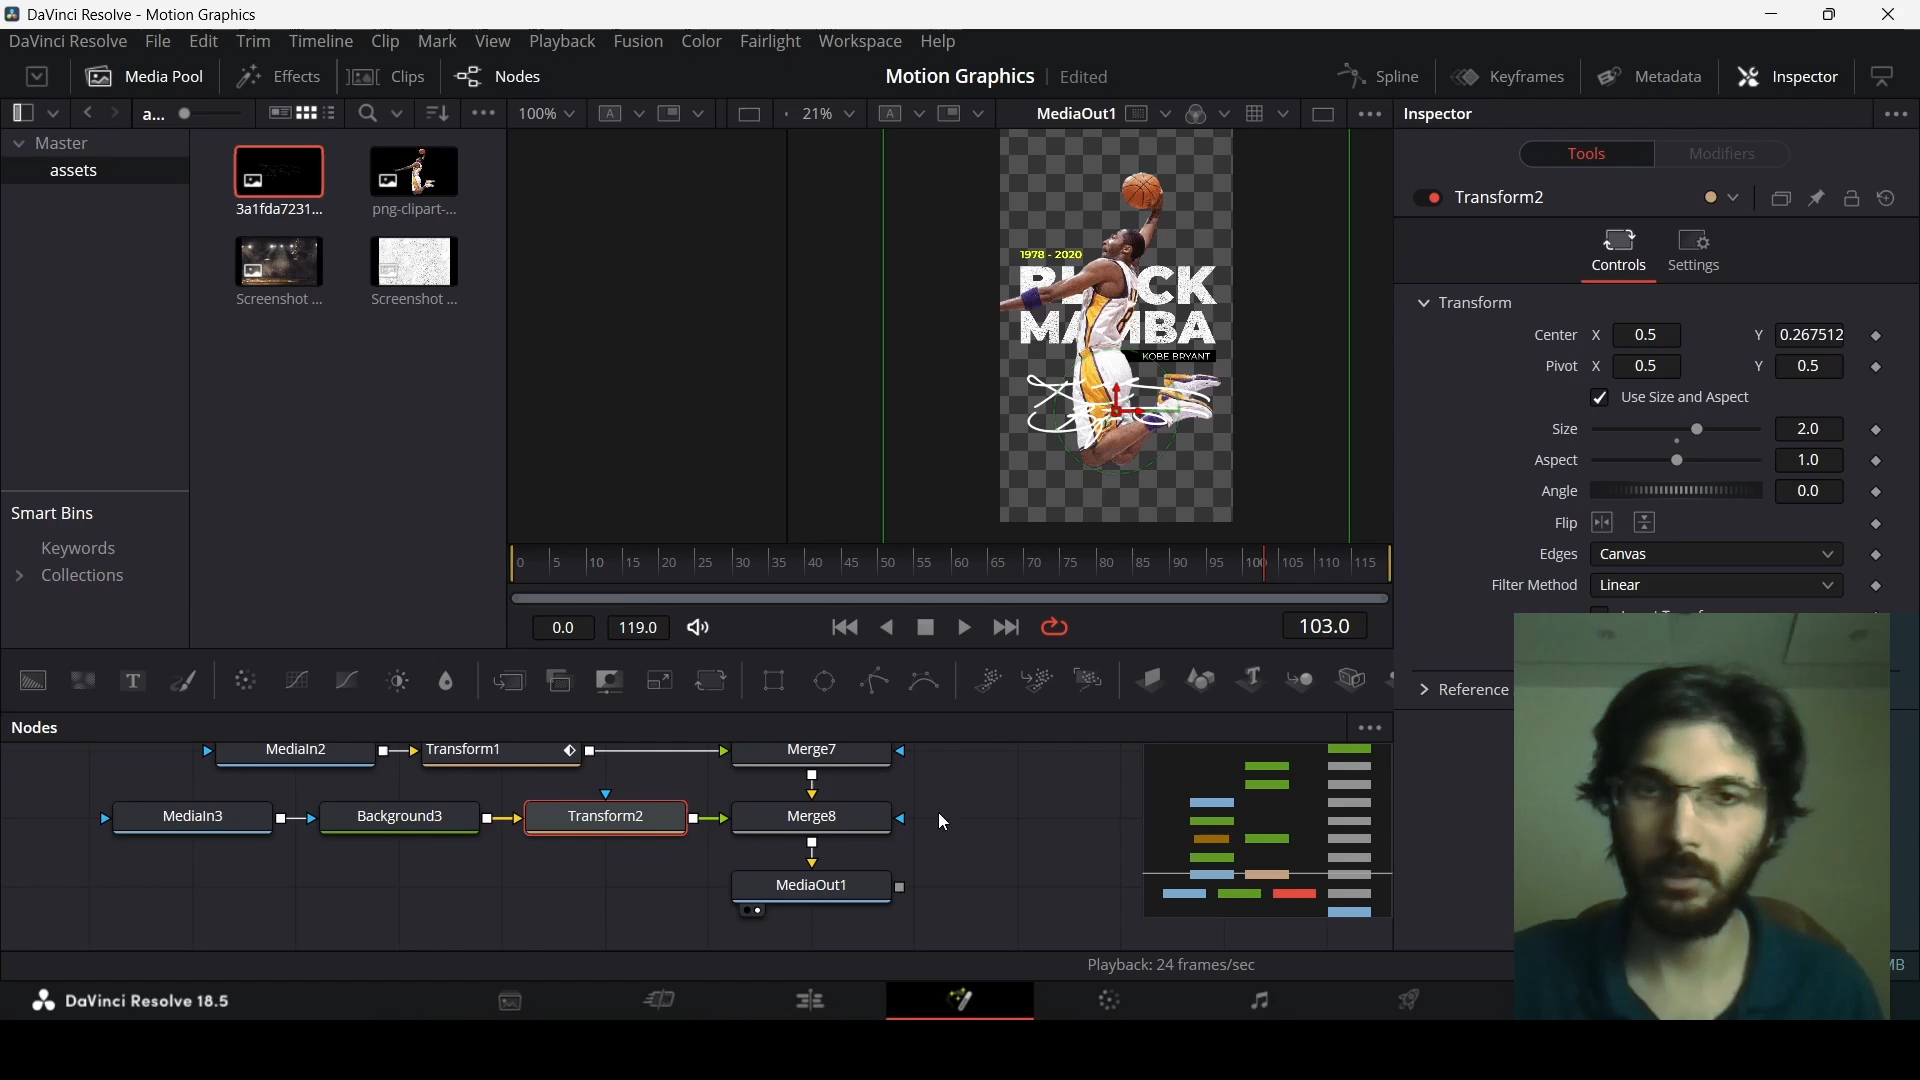 DaVinci Resolve - Motion Graphics
DaVinci Resolve File Edit Trim Timeline Clip Mark View Playback Fusion Color Fairlight Workspace Help
Media Pool Effects Clips Nodes Motion Graphics Edited Spline Keyframes Metadata Inspector
a... 100% A 21% A MediaOut1 Inspector
Master
assets
3a1fda7231...
png-clipart-...
Screenshot ...
Screenshot ...
Smart Bins
Keywords
Collections
1978 - 2020
MAMBA
KOBE BRYANT
0 5 10 15 20 25 30 35 40 45 50 55 60 65 70 75 80 85 90 95 100 105 110 115
0.0 119.0 103.0
Tools Modifiers
Transform2
Controls Settings
Transform
Center X 0.5 Y 0.267512
Pivot X 0.5 Y 0.5
Use Size and Aspect
Size 2.0
Aspect 1.0
Angle 0.0
Flip
Edges Canvas
Filter Method Linear
Reference
T T
Nodes
MediaIn2 Transform1 Merge7
MediaIn3 Background3 Transform2 Merge8
MediaOut1
Playback: 24 frames/sec
MB
DaVinci Resolve 18.5